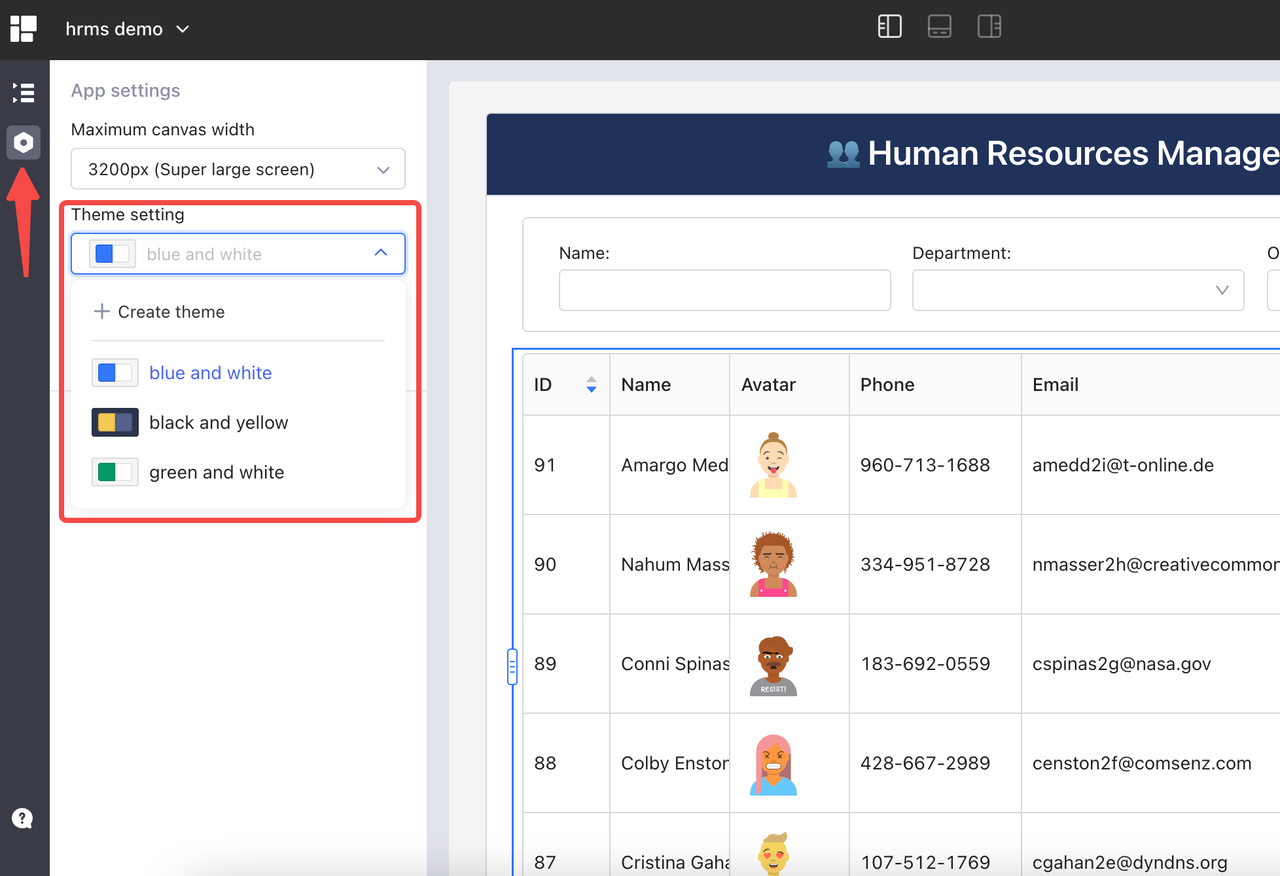 hrms demo
App settings
Maximum canvas width
3200px (Super large screen)
Theme setting
blue and white
Create theme
blue and white
black and yellow
green and white
👥 Human Resources Manage
Name:
Department:
O
ID Name Avatar Phone Email
91 Amargo Med 960-713-1688 amedd2i@t-online.de
90 Nahum Mass 334-951-8728 nmasser2h@creativecommon
89 Conni Spinas RESIST! 183-692-0559 cspinas2g@nasa.gov
88 Colby Enston 428-667-2989 censton2f@comsenz.com
87 Cristina Gaha 107-512-1769 cgahan2e@dyndns.org
?